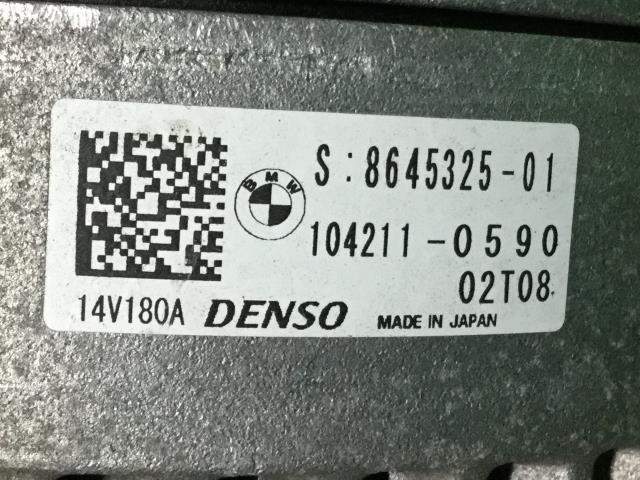 S:8645325-01
BMW
104211-0590
02T08
14V180A DENSO MADE IN JAPAN